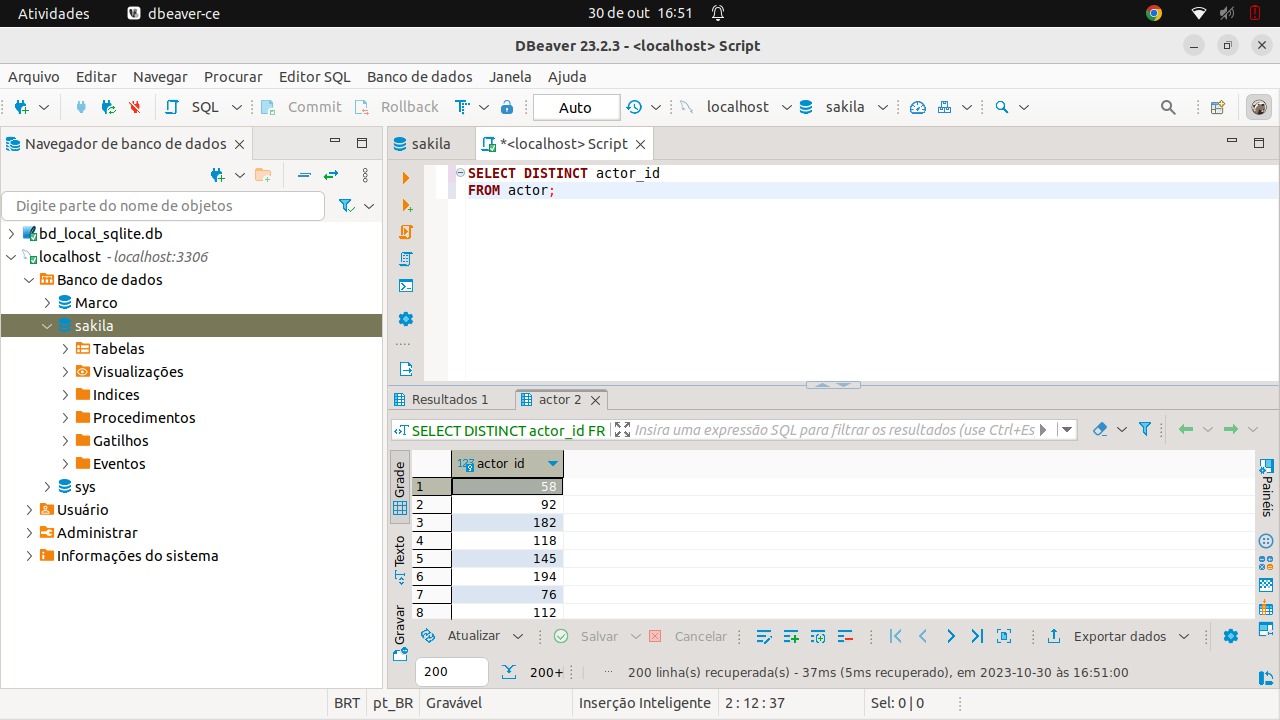 Atividades dbeaver-ce 30 de out 16:51
DBeaver 23.2.3 - <localhost> Script
Arquivo Editar Navegar Procurar Editor SQL Banco de dados Janela Ajuda
SQL Commit Rollback Auto localhost sakila
Navegador de banco de dados
Digite parte do nome de objetos
bd_local_sqlite.db
localhost - localhost:3306
Banco de dados
Marco
sakila
Tabelas
Visualizações
Indices
Procedimentos
Gatilhos
Eventos
sys
Usuário
Administrar
Informações do sistema
sakila *<localhost> Script
SELECT DISTINCT actor_id
FROM actor;
Resultados 1 actor 2
SELECT DISTINCT actor_id FR Insira uma expressão SQL para filtrar os resultados (use Ctrl+Es
Grade
Texto
Gravar
123 actor_id
1 58
2 92
3 182
4 118
5 145
6 194
7 76
8 112
Painéis
Atualizar Salvar Cancelar Exportar dados
200 200+ ... 200 linha(s) recuperada(s) - 37ms (5ms recuperado), em 2023-10-30 às 16:51:00
BRT pt_BR Gravável Inserção Inteligente 2 : 12 : 37 Sel: 0 | 0